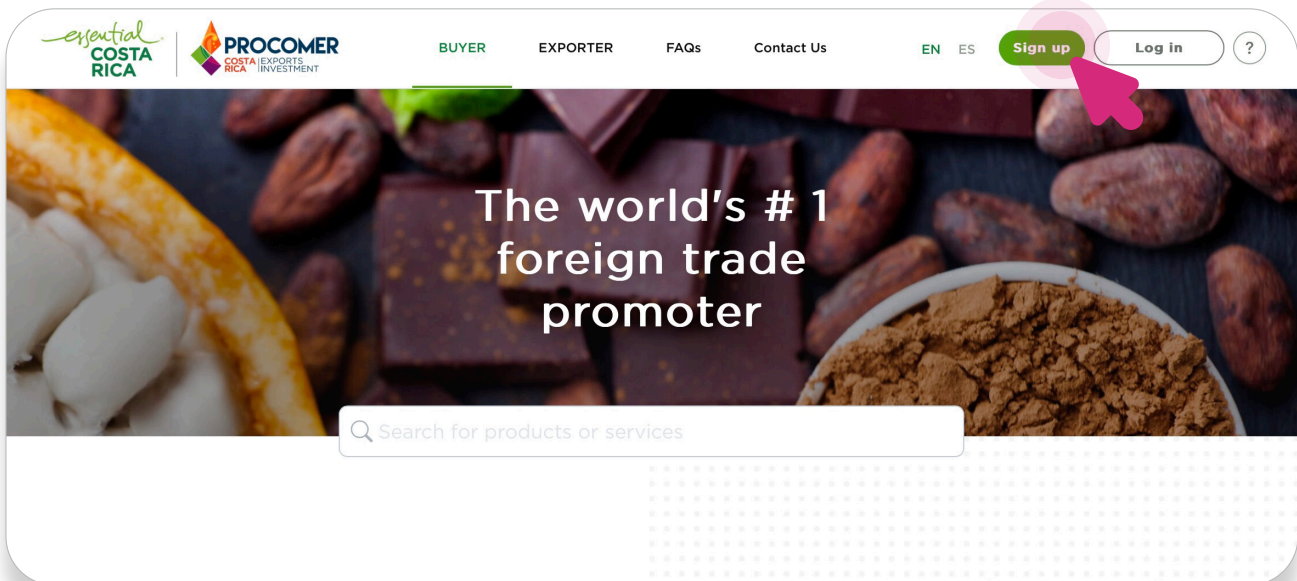 essential
COSTA
RICA
PROCOMER
COSTA RICA EXPORTS INVESTMENT
BUYER
EXPORTER
FAQs
Contact Us
EN ES
Sign up
Log in
?
The world's # 1
foreign trade
promoter
Search for products or services